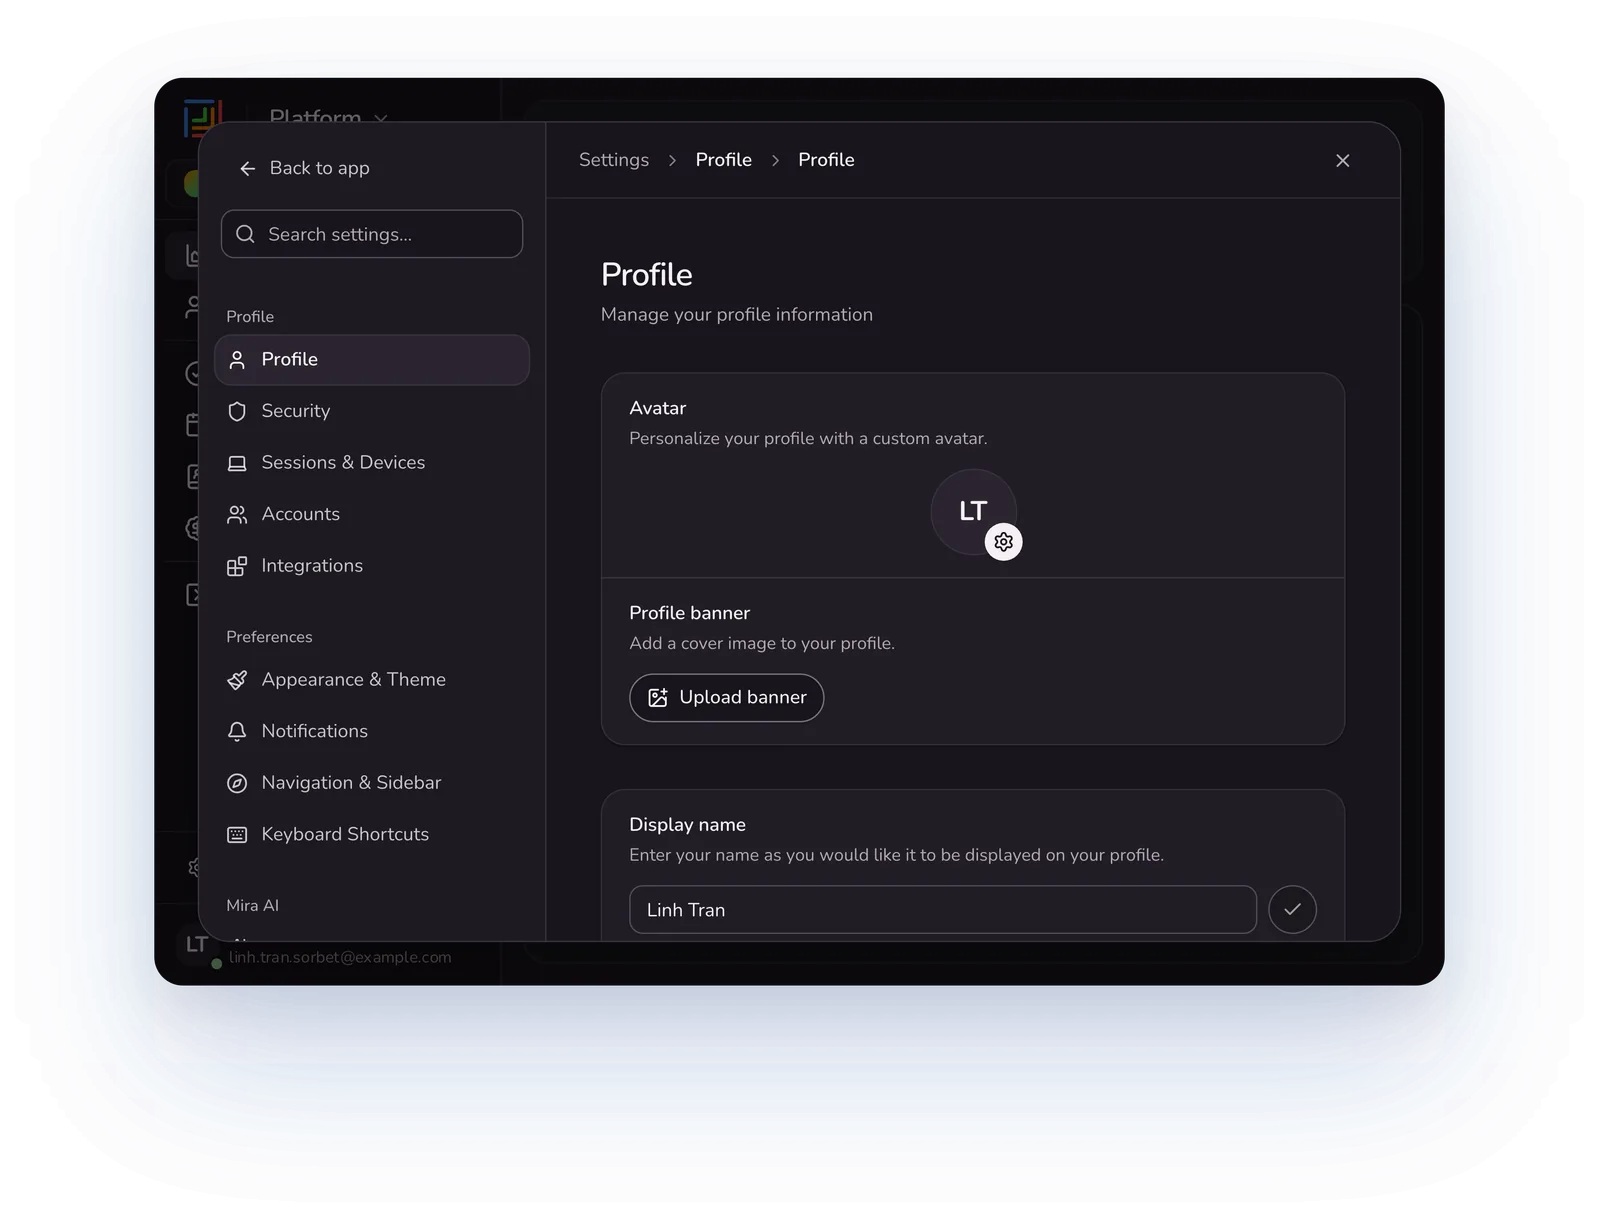 Platform
Back to app
Search settings...
Profile
Profile
Security
Sessions & Devices
Accounts
Integrations
Preferences
Appearance & Theme
Notifications
Navigation & Sidebar
Keyboard Shortcuts
Mira AI
LT
linh.tran.sorbet@example.com
Settings > Profile > Profile
Profile
Manage your profile information
Avatar
Personalize your profile with a custom avatar.
LT
Profile banner
Add a cover image to your profile.
Upload banner
Display name
Enter your name as you would like it to be displayed on your profile.
Linh Tran